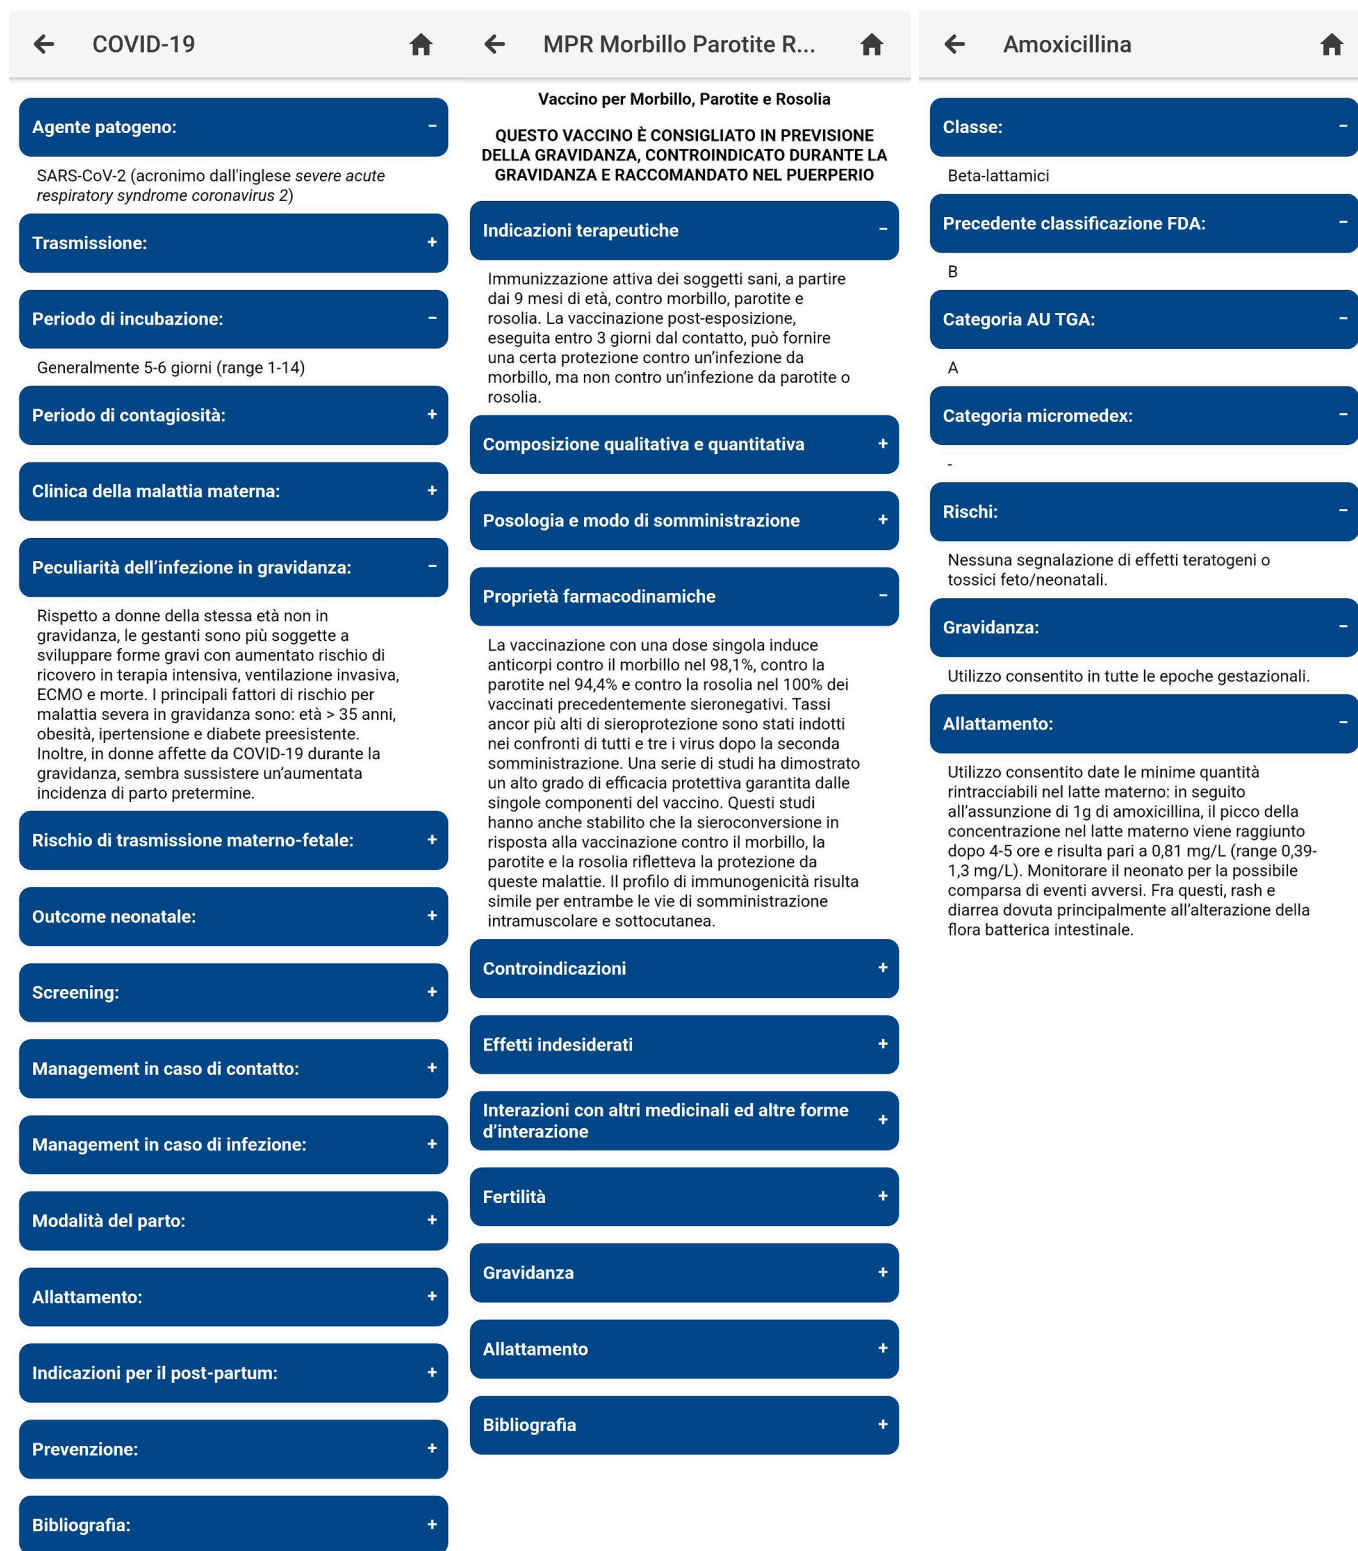 COVID-19
Agente patogeno: –
SARS-CoV-2 (acronimo dall'inglese severe acute
respiratory syndrome coronavirus 2)
Trasmissione: +
Periodo di incubazione: –
Generalmente 5-6 giorni (range 1-14)
Periodo di contagiosità: +
Clinica della malattia materna: +
Peculiarità dell'infezione in gravidanza: –
Rispetto a donne della stessa età non in
gravidanza, le gestanti sono più soggette a
sviluppare forme gravi con aumentato rischio di
ricovero in terapia intensiva, ventilazione invasiva,
ECMO e morte. I principali fattori di rischio per
malattia severa in gravidanza sono: età > 35 anni,
obesità, ipertensione e diabete preesistente.
Inoltre, in donne affette da COVID-19 durante la
gravidanza, sembra sussistere un'aumentata
incidenza di parto pretermine.
Rischio di trasmissione materno-fetale: +
Outcome neonatale: +
Screening: +
Management in caso di contatto: +
Management in caso di infezione: +
Modalità del parto: +
Allattamento: +
Indicazioni per il post-partum: +
Prevenzione: +
Bibliografia: +
MPR Morbillo Parotite R...
Vaccino per Morbillo, Parotite e Rosolia
QUESTO VACCINO È CONSIGLIATO IN PREVISIONE
DELLA GRAVIDANZA, CONTROINDICATO DURANTE LA
GRAVIDANZA E RACCOMANDATO NEL PUERPERIO
Indicazioni terapeutiche –
Immunizzazione attiva dei soggetti sani, a partire
dai 9 mesi di età, contro morbillo, parotite e
rosolia. La vaccinazione post-esposizione,
eseguita entro 3 giorni dal contatto, può fornire
una certa protezione contro un'infezione da
morbillo, ma non contro un'infezione da parotite o
rosolia.
Composizione qualitativa e quantitativa +
Posologia e modo di somministrazione +
Proprietà farmacodinamiche –
La vaccinazione con una dose singola induce
anticorpi contro il morbillo nel 98,1%, contro la
parotite nel 94,4% e contro la rosolia nel 100% dei
vaccinati precedentemente sieronegativi. Tassi
ancor più alti di sieroprotezione sono stati indotti
nei confronti di tutti e tre i virus dopo la seconda
somministrazione. Una serie di studi ha dimostrato
un alto grado di efficacia protettiva garantita dalle
singole componenti del vaccino. Questi studi
hanno anche stabilito che la sieroconversione in
risposta alla vaccinazione contro il morbillo, la
parotite e la rosolia rifletteva la protezione da
queste malattie. Il profilo di immunogenicità risulta
simile per entrambe le vie di somministrazione
intramuscolare e sottocutanea.
Controindicazioni +
Effetti indesiderati +
Interazioni con altri medicinali ed altre forme
d'interazione +
Fertilità +
Gravidanza +
Allattamento +
Bibliografia +
Amoxicillina
Classe: –
Beta-lattamici
Precedente classificazione FDA: –
B
Categoria AU TGA: –
A
Categoria micromedex: –
-
Rischi: –
Nessuna segnalazione di effetti teratogeni o
tossici feto/neonatali.
Gravidanza: –
Utilizzo consentito in tutte le epoche gestazionali.
Allattamento: –
Utilizzo consentito date le minime quantità
rintracciabili nel latte materno: in seguito
all'assunzione di 1g di amoxicillina, il picco della
concentrazione nel latte materno viene raggiunto
dopo 4-5 ore e risulta pari a 0,81 mg/L (range 0,39-
1,3 mg/L). Monitorare il neonato per la possibile
comparsa di eventi avversi. Fra questi, rash e
diarrea dovuta principalmente all'alterazione della
flora batterica intestinale.